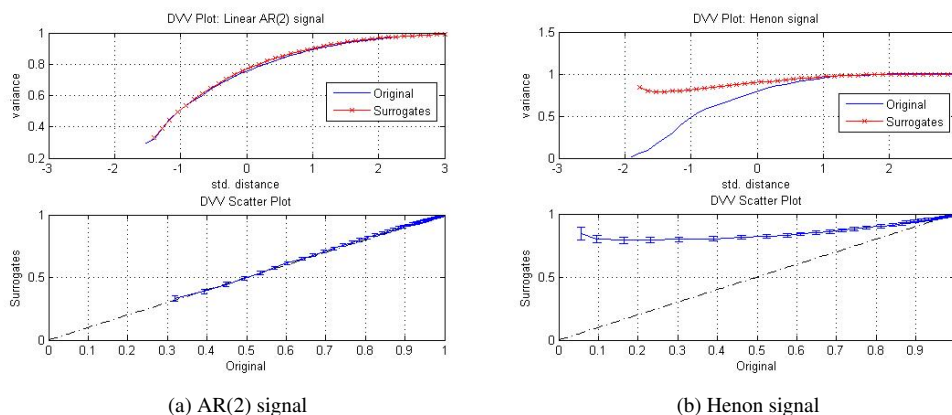 DVV Plot: Linear AR(2) signal
1
0.8
0.6
0.4
0.2
variance
Original
Surrogates
-3 -2 -1 0 1 2 3
std. distance
DVV Scatter Plot
1
0.5
0
Surrogates
0 0.1 0.2 0.3 0.4 0.5 0.6 0.7 0.8 0.9 1
Original
(a) AR(2) signal
DVV Plot: Henon signal
1.5
1
0.5
0
variance
Original
Surrogates
-3 -2 -1 0 1 2
std. distance
DVV Scatter Plot
1
0.5
0
Surrogates
0 0.1 0.2 0.3 0.4 0.5 0.6 0.7 0.8 0.9
Original
(b) Henon signal